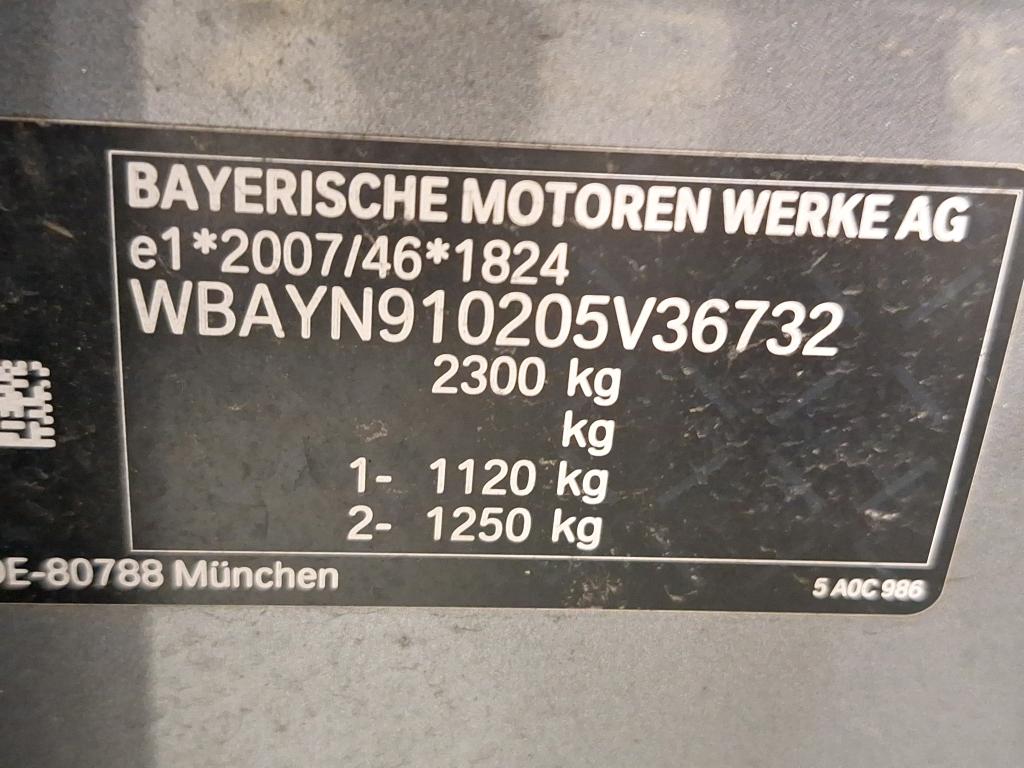 BAYERISCHE MOTOREN WERKE AG
e1*2007/46*1824
WBAYN910205V36732
2300 kg
kg
1- 1120 kg
2- 1250 kg
DE-80788 München
5 A0C 986